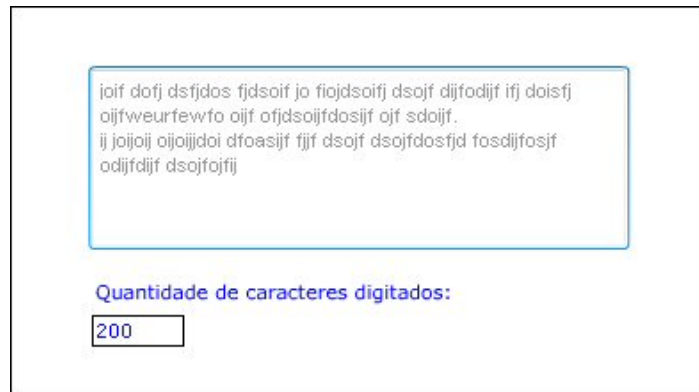 joif dofj dsfjdos fjdsoif jo fiojdsoifj dsojf dijfodijf ifj doisfj
oijfweurfewfo oijf ofjdsoijfdosijf ojf sdoijf.
ij joijoij oijoijjdoi dfoasijf fjjf dsojf dsojfdosfjd fosdijfosjf
odijfdijf dsojfojfij
Quantidade de caracteres digitados:
200